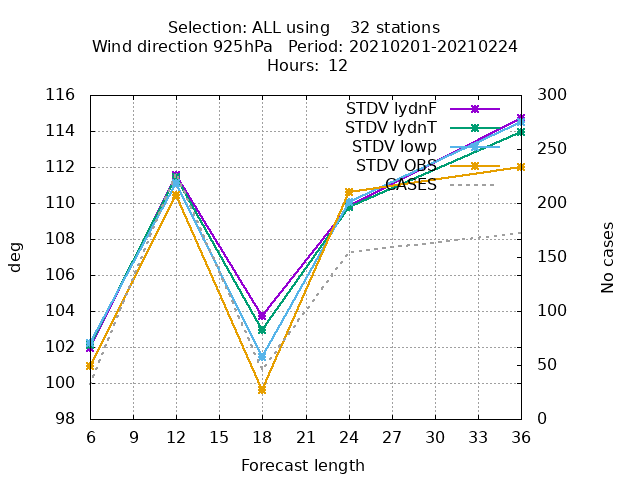 Selection: ALL using    32 stations
Wind direction 925hPa   Period: 20210201-20210224
Hours:  12
116
114
112
110
108
106
104
102
100
98
deg
300
250
200
150
100
50
0
No cases
STDV lydnF
STDV lydnT
STDV lowp
STDV OBS
CASES
6 9 12 15 18 21 24 27 30 33 36
Forecast length